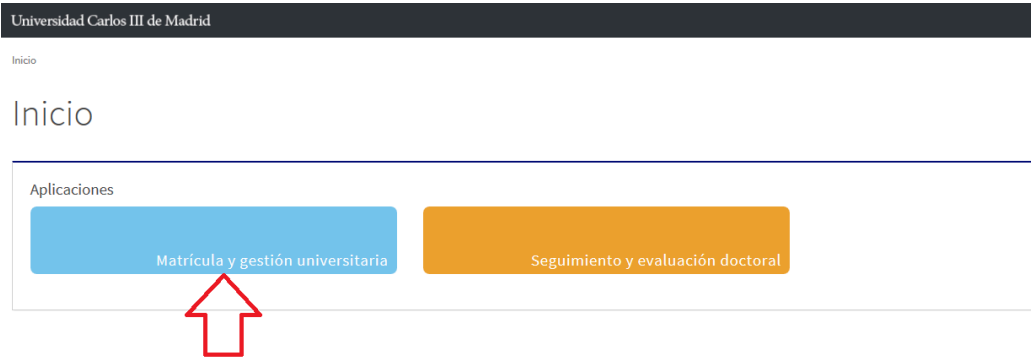 Universidad Carlos III de Madrid
Inicio
Inicio
Aplicaciones
Matrícula y gestión universitaria
Seguimiento y evaluación doctoral